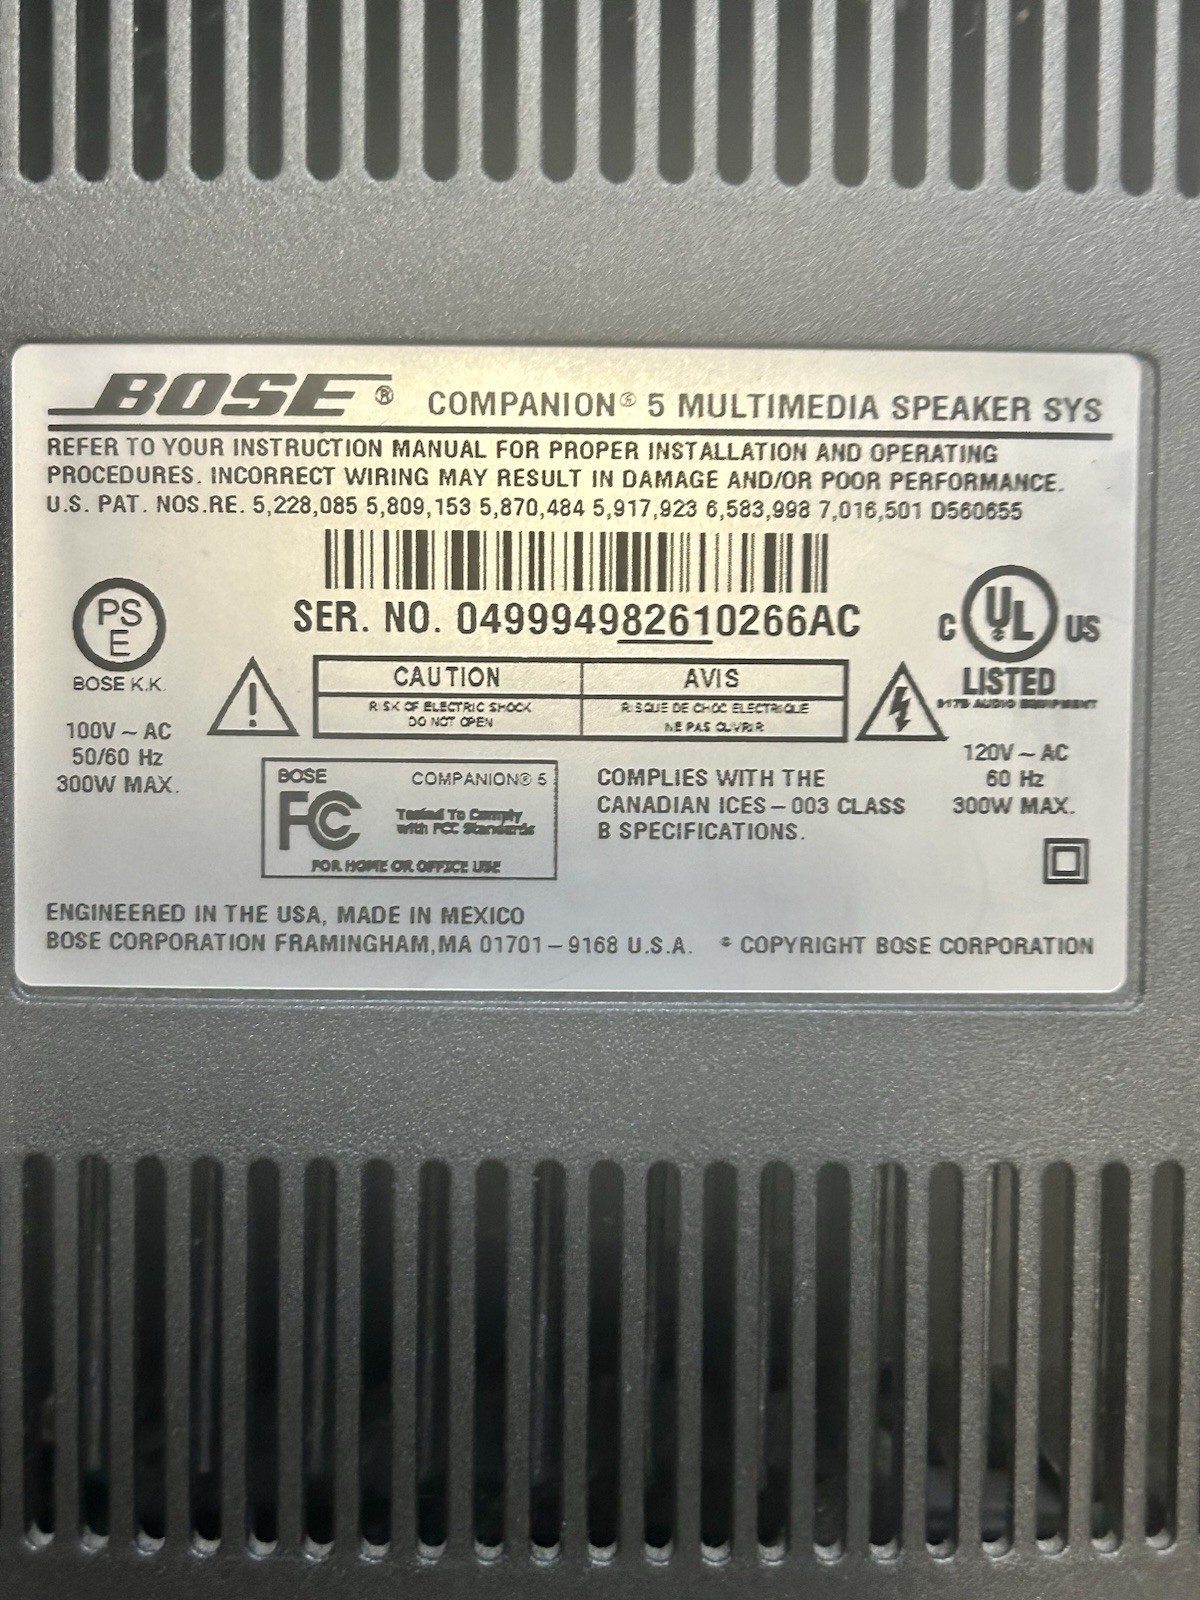 BOSE® COMPANION® 5 MULTIMEDIA SPEAKER SYS
REFER TO YOUR INSTRUCTION MANUAL FOR PROPER INSTALLATION AND OPERATING
PROCEDURES. INCORRECT WIRING MAY RESULT IN DAMAGE AND/OR POOR PERFORMANCE.
U.S. PAT. NOS.RE. 5,228,085 5,809,153 5,870,484 5,917,923 6,583,998 7,016,501 D560655
SER. NO. 049994982610266AC
PS
E
BOSE K.K.
100V ~ AC
50/60 Hz
300W MAX.
CAUTION
RISK OF ELECTRIC SHOCK
DO NOT OPEN
AVIS
RISQUE DE CHOC ELECTRIQUE
NE PAS OUVRIR
C UL US
LISTED
917B AUDIO EQUIPMENT
120V ~ AC
60 Hz
300W MAX.
BOSE COMPANION® 5
FC
Tested To Comply
with FCC Standards
FOR HOME OR OFFICE USE
COMPLIES WITH THE
CANADIAN ICES – 003 CLASS
B SPECIFICATIONS.
ENGINEERED IN THE USA, MADE IN MEXICO
BOSE CORPORATION FRAMINGHAM,MA 01701 – 9168 U.S.A. © COPYRIGHT BOSE CORPORATION